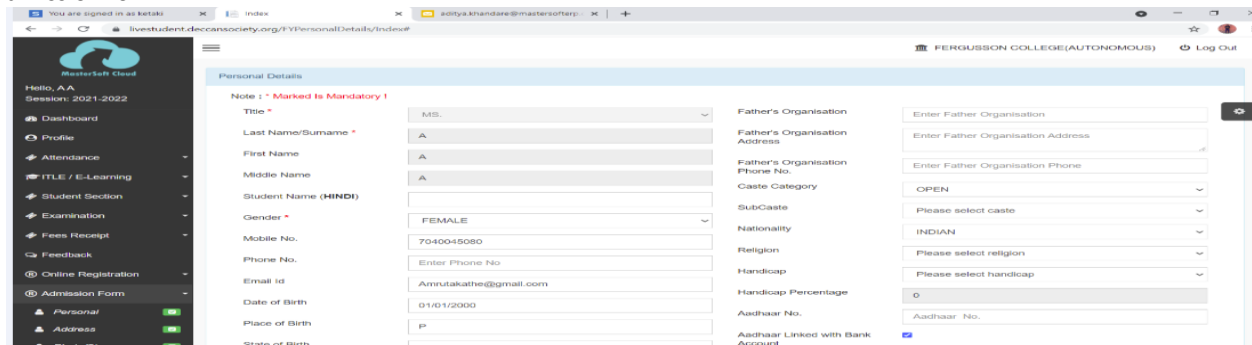 You are signed in as ketaki
Index
aditya.khandare@mastersofterp.
livestudent.deccansociety.org/FYPersonalDetails/Index#
MasterSoft Cloud
FERGUSSON COLLEGE(AUTONOMOUS)
Log Out
Hello, A A
Session: 2021-2022
Dashboard
Profile
Attendance
ITLE / E-Learning
Student Section
Examination
Fees Receipt
Feedback
Online Registration
Admission Form
Personal
Address
Personal Details
Note : * Marked Is Mandatory !
Title *
MS.
Last Name/Surname *
A
First Name
A
Middle Name
A
Student Name (HINDI)
Gender *
FEMALE
Mobile No.
7040045080
Phone No.
Enter Phone No
Email Id
Amrutakathe@gmail.com
Date of Birth
01/01/2000
Place of Birth
P
State of Birth
Father's Organisation
Enter Father Organisation
Father's Organisation
Address
Enter Father Organisation Address
Father's Organisation
Phone No.
Enter Father Organisation Phone
Caste Category
OPEN
SubCaste
Please select caste
Nationality
INDIAN
Religion
Please select religion
Handicap
Please select handicap
Handicap Percentage
0
Aadhaar No.
Aadhaar No.
Aadhaar Linked with Bank
Account